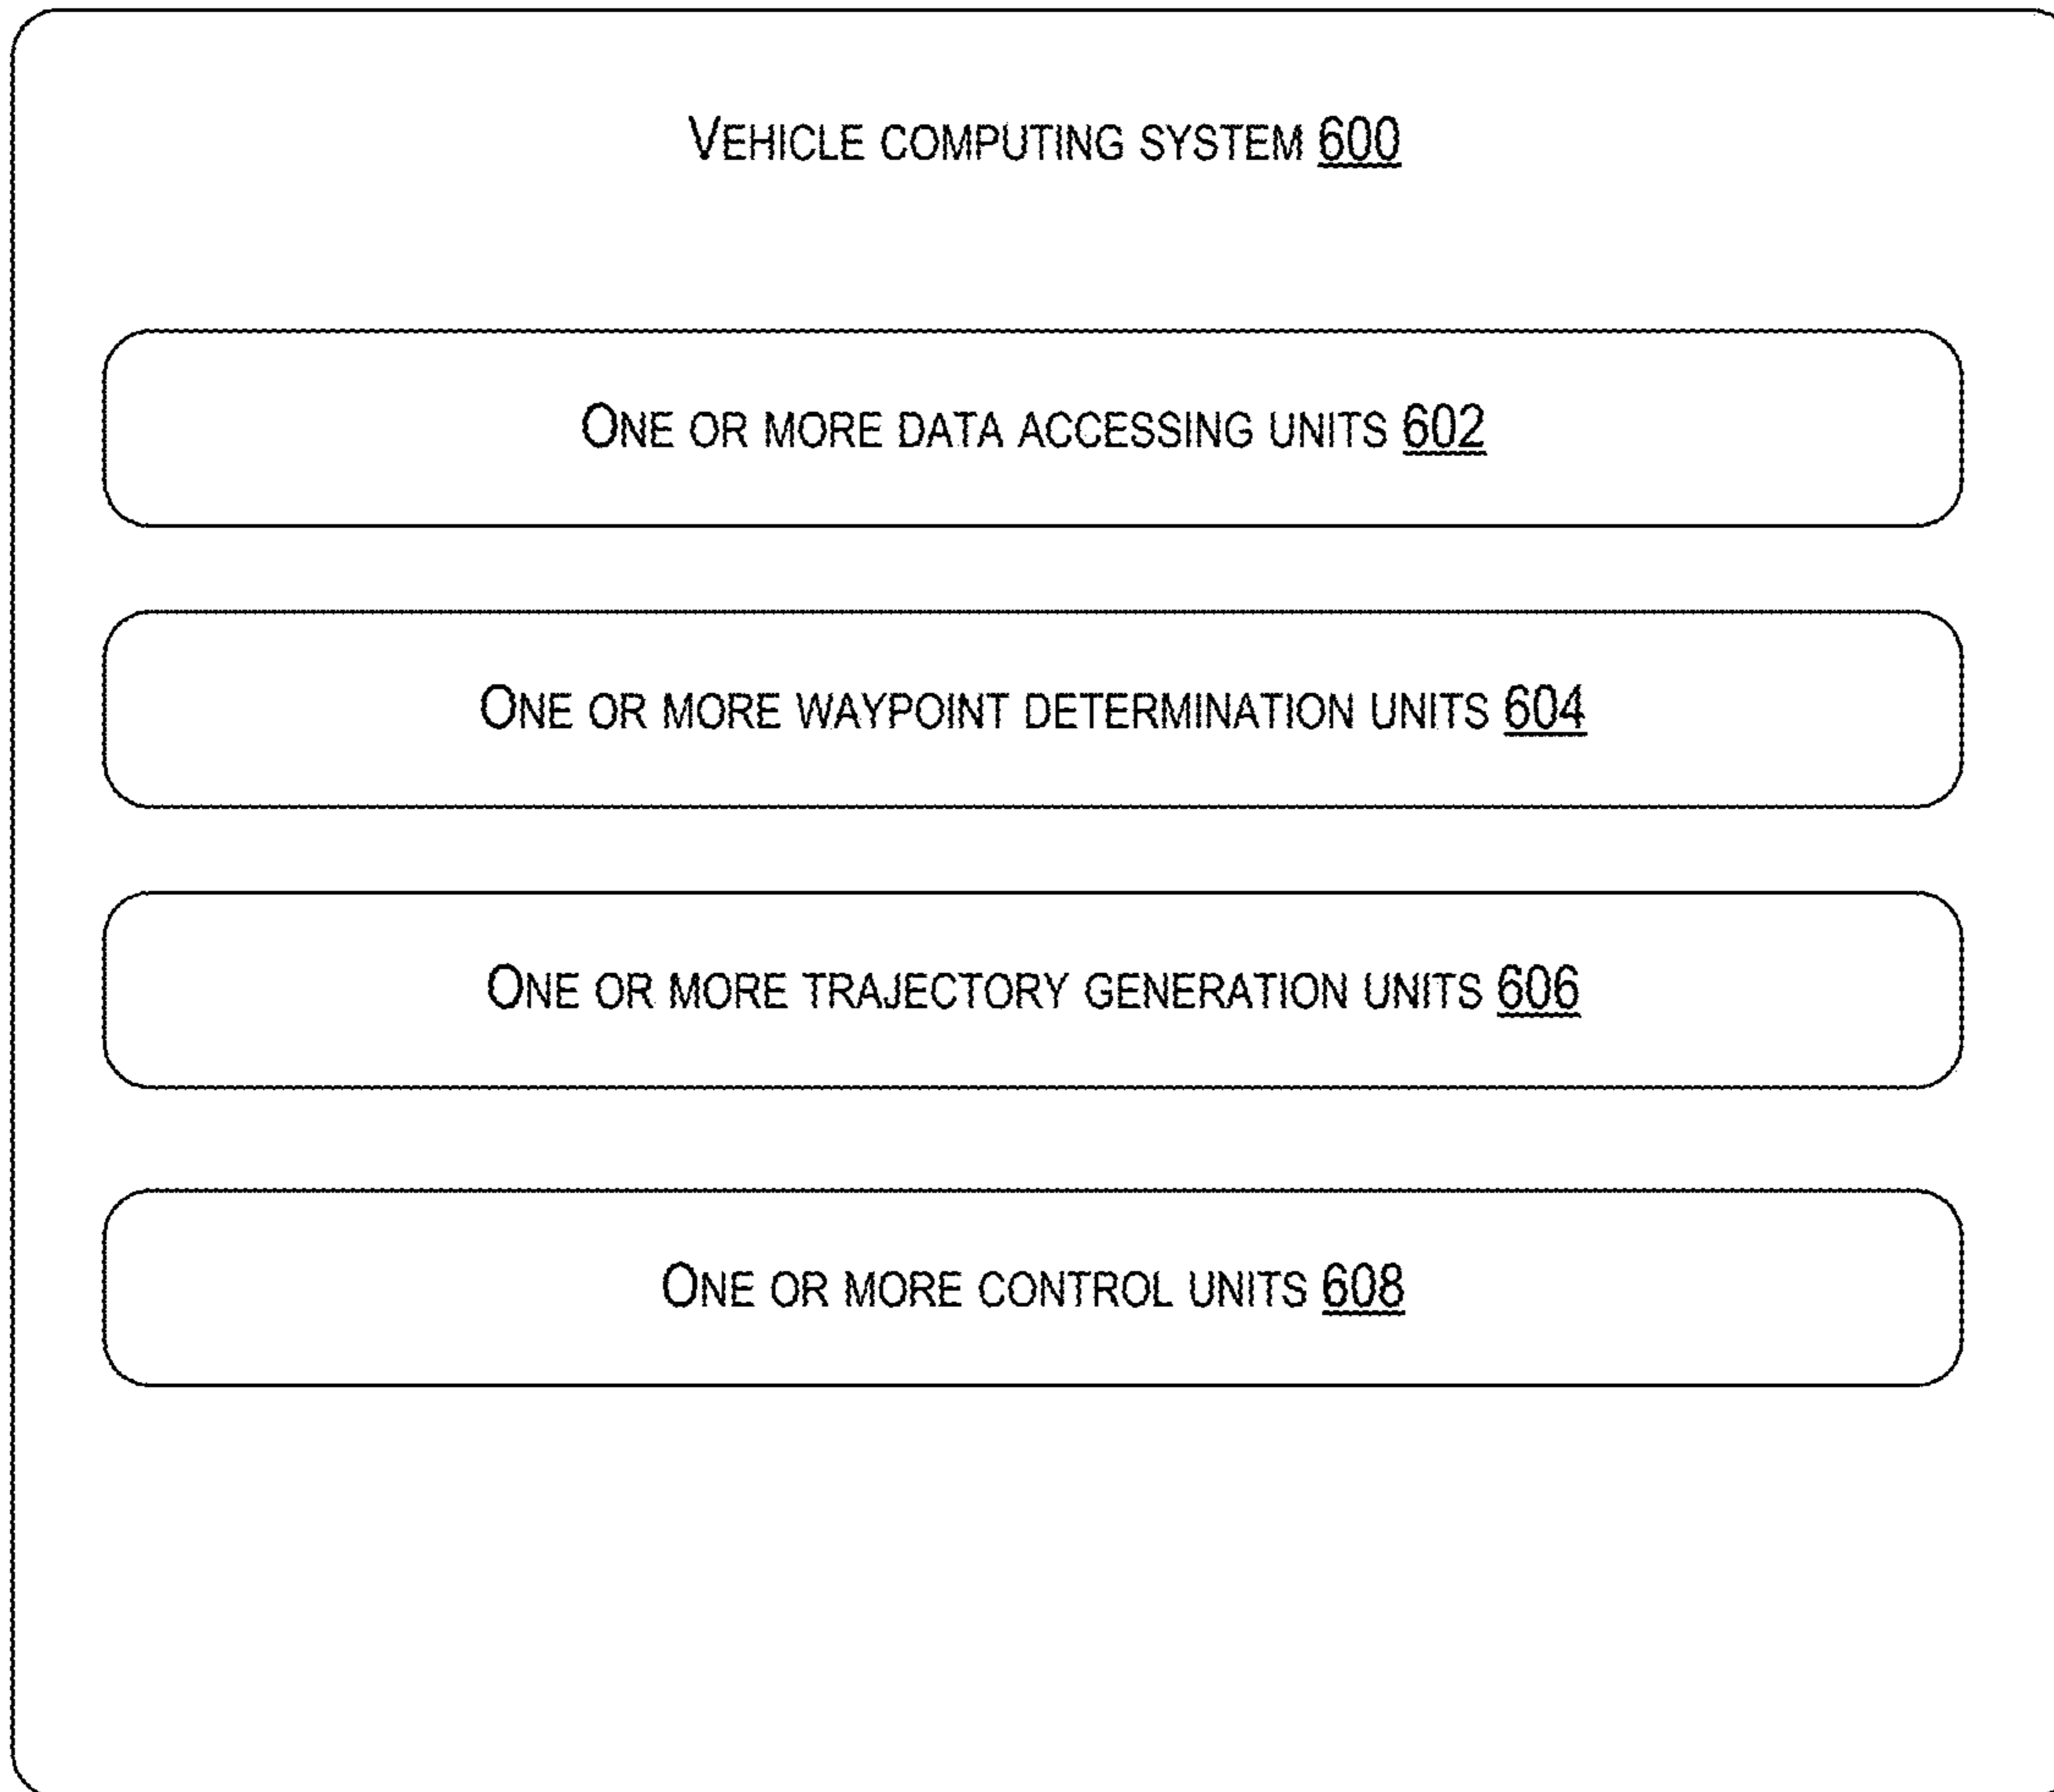 VEHICLE COMPUTING SYSTEM 600
ONE OR MORE DATA ACCESSING UNITS 602
ONE OR MORE WAYPOINT DETERMINATION UNITS 604
ONE OR MORE TRAJECTORY GENERATION UNITS 606
ONE OR MORE CONTROL UNITS 608